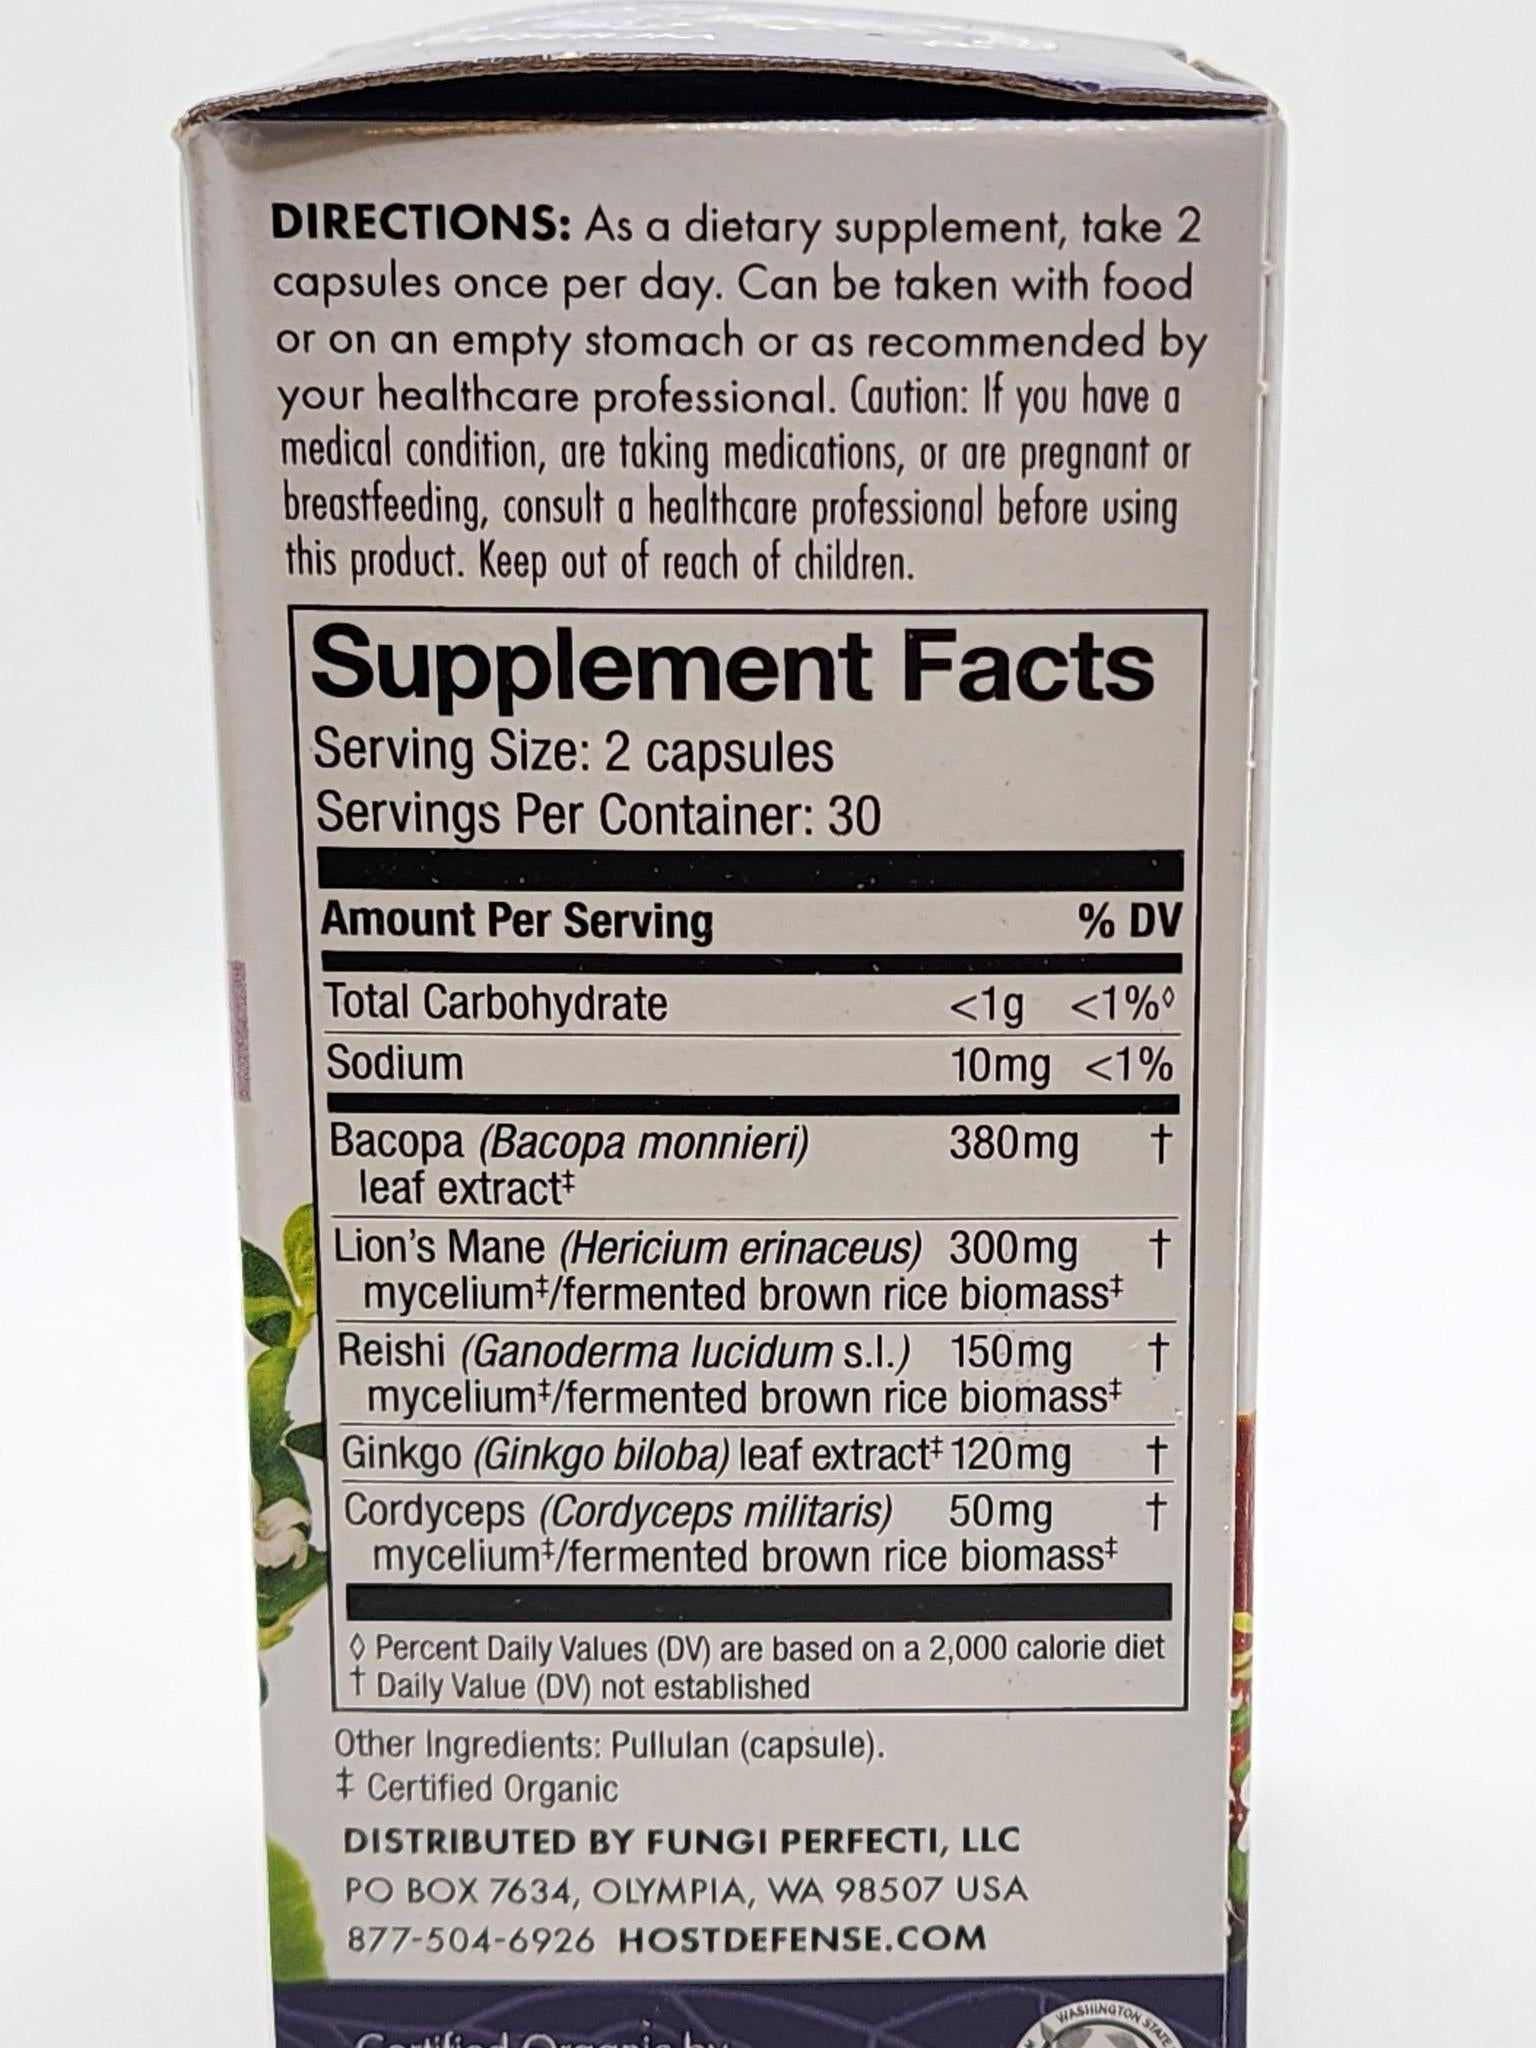 DIRECTIONS: As a dietary supplement, take 2
capsules once per day. Can be taken with food
or on an empty stomach or as recommended by
your healthcare professional. Caution: If you have a
medical condition, are taking medications, or are pregnant or
breastfeeding, consult a healthcare professional before using
this product. Keep out of reach of children.
Supplement Facts
Serving Size: 2 capsules
Servings Per Container: 30
Amount Per Serving % DV
Total Carbohydrate <1g <1%◊
Sodium 10mg <1%
Bacopa (Bacopa monnieri) 380mg †
leaf extract‡
Lion's Mane (Hericium erinaceus) 300mg †
mycelium‡/fermented brown rice biomass‡
Reishi (Ganoderma lucidum s.l.) 150mg †
mycelium‡/fermented brown rice biomass‡
Ginkgo (Ginkgo biloba) leaf extract‡ 120mg †
Cordyceps (Cordyceps militaris) 50mg †
mycelium‡/fermented brown rice biomass‡
◊ Percent Daily Values (DV) are based on a 2,000 calorie diet
† Daily Value (DV) not established
Other Ingredients: Pullulan (capsule).
‡ Certified Organic
DISTRIBUTED BY FUNGI PERFECTI, LLC
PO BOX 7634, OLYMPIA, WA 98507 USA
877-504-6926 HOSTDEFENSE.COM
WASHINGTON STATE
Certified Organic by